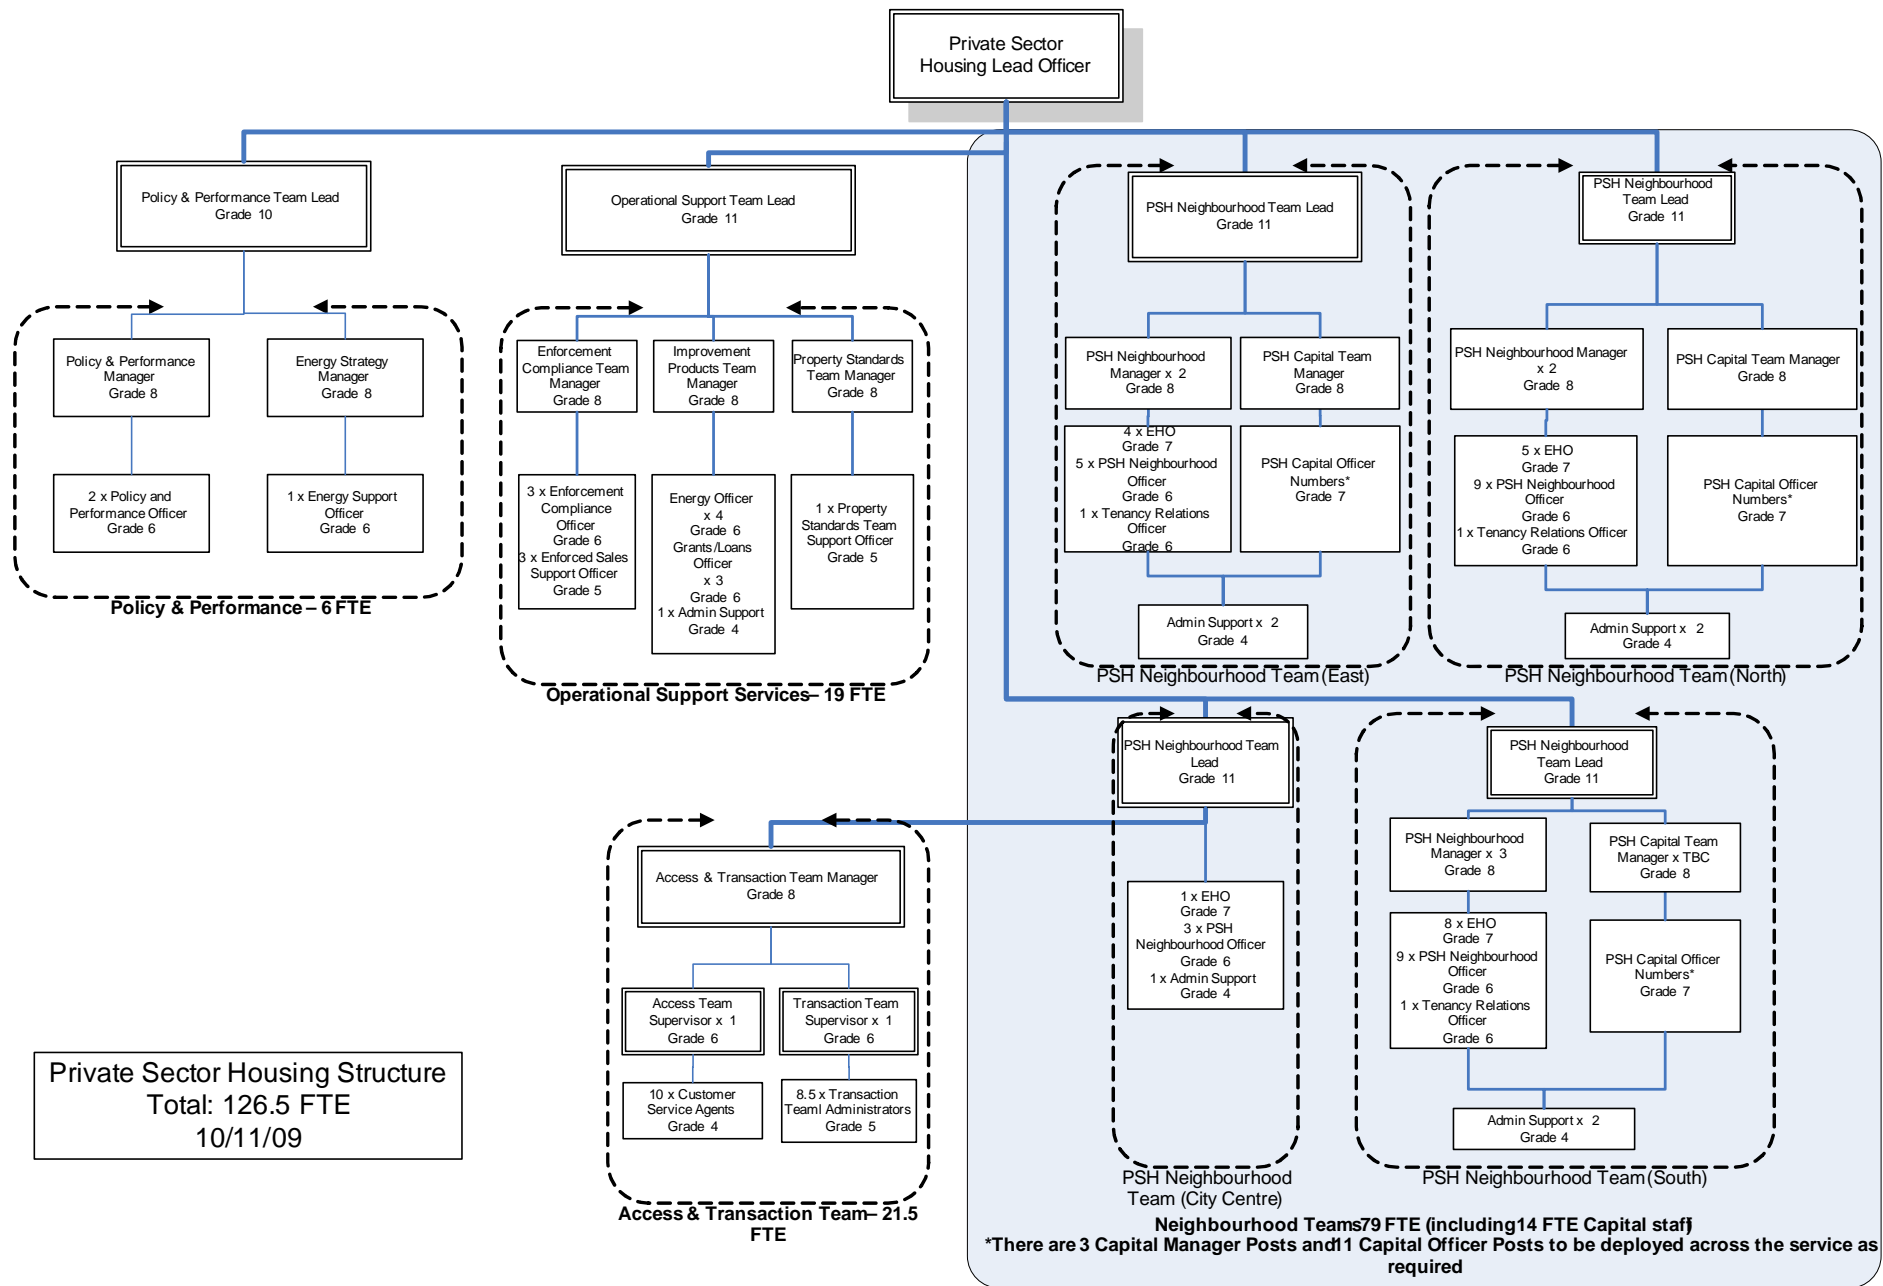 Private Sector
Housing Lead Officer
Policy & Performance Team Lead
Grade 10
Operational Support Team Lead
Grade 11
PSH Neighbourhood Team Lead
Grade 11
PSH Neighbourhood
Team Lead
Grade 11
Policy & Performance
Manager
Grade 8
Energy Strategy
Manager
Grade 8
2 x Policy and
Performance Officer
Grade 6
1 x Energy Support
Officer
Grade 6
Policy & Performance – 6 FTE
Enforcement
Compliance Team
Manager
Grade 8
Improvement
Products Team
Manager
Grade 8
Property Standards
Team Manager
Grade 8
3 x Enforcement
Compliance
Officer
Grade 6
3 x Enforced Sales
Support Officer
Grade 5
Energy Officer
x 4
Grade 6
Grants/Loans
Officer
x 3
Grade 6
1 x Admin Support
Grade 4
1 x Property
Standards Team
Support Officer
Grade 5
Operational Support Services– 19 FTE
PSH Neighbourhood
Manager x 2
Grade 8
PSH Capital Team
Manager
Grade 8
4 x EHO
Grade 7
5 x PSH Neighbourhood
Officer
Grade 6
1 x Tenancy Relations
Officer
Grade 6
PSH Capital Officer
Numbers*
Grade 7
Admin Support x 2
Grade 4
PSH Neighbourhood Team (East)
PSH Neighbourhood Manager
x 2
Grade 8
PSH Capital Team Manager
Grade 8
5 x EHO
Grade 7
9 x PSH Neighbourhood
Officer
Grade 6
1 x Tenancy Relations Officer
Grade 6
PSH Capital Officer
Numbers*
Grade 7
Admin Support x 2
Grade 4
PSH Neighbourhood Team (North)
PSH Neighbourhood Team
Lead
Grade 11
1 x EHO
Grade 7
3 x PSH
Neighbourhood Officer
Grade 6
1 x Admin Support
Grade 4
PSH Neighbourhood
Team (City Centre)
PSH Neighbourhood
Team Lead
Grade 11
PSH Neighbourhood
Manager x 3
Grade 8
PSH Capital Team
Manager x TBC
Grade 8
8 x EHO
Grade 7
9 x PSH Neighbourhood
Officer
Grade 6
1 x Tenancy Relations
Officer
Grade 6
PSH Capital Officer
Numbers*
Grade 7
Admin Support x 2
Grade 4
PSH Neighbourhood Team (South)
Access & Transaction Team Manager
Grade 8
Access Team
Supervisor x 1
Grade 6
Transaction Team
Supervisor x 1
Grade 6
10 x Customer
Service Agents
Grade 4
8.5 x Transaction
Teaml Administrators
Grade 5
Access & Transaction Team– 21.5
FTE
Private Sector Housing Structure
Total: 126.5 FTE
10/11/09
Neighbourhood Teams79 FTE (including 14 FTE Capital staff)
*There are 3 Capital Manager Posts and11 Capital Officer Posts to be deployed across the service as
required